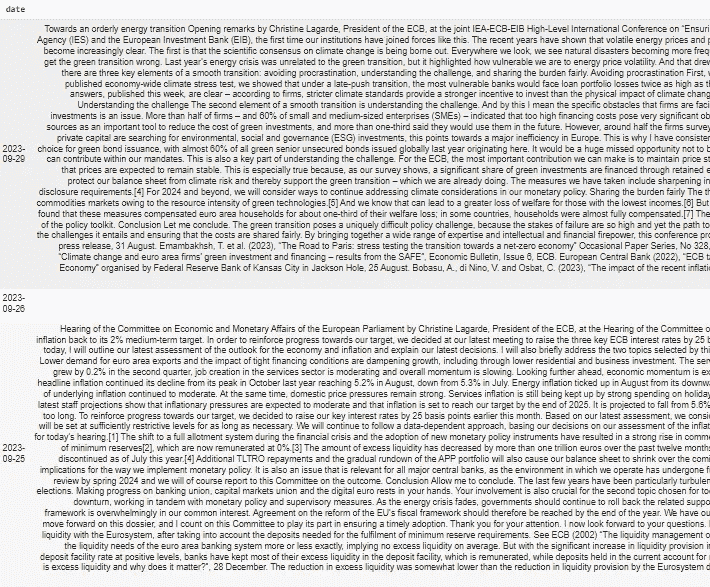 date
Towards an orderly energy transition Opening remarks by Christine Lagarde, President of the ECB, at the joint IEA-ECB-EIB High-Level International Conference on “Ensuri
Agency (IES) and the European Investment Bank (EIB), the first time our institutions have joined forces like this. The recent years have shown that volatile energy prices and p
become increasingly clear. The first is that the scientific consensus on climate change is being borne out. Everywhere we look, we see natural disasters becoming more freq
get the green transition wrong. Last year’s energy crisis was unrelated to the green transition, but it highlighted how vulnerable we are to energy price volatility. And that drew
there are three key elements of a smooth transition: avoiding procrastination, understanding the challenge, and sharing the burden fairly. Avoiding procrastination First, w
published economy-wide climate stress test, we showed that under a late-push transition, the most vulnerable banks would face loan portfolio losses twice as high as t
answers, published this week, are clear – according to firms, stricter climate standards provide a stronger incentive to invest than the physical impact of climate chang
Understanding the challenge The second element of a smooth transition is understanding the challenge. And by this I mean the specific obstacles that firms are faci
investments is an issue. More than half of firms – and 60% of small and medium-sized enterprises (SMEs) – indicated that too high financing costs pose very significant ob
sources as an important tool to reduce the cost of green investments, and more than one-third said they would use them in the future. However, around half the firms survey
private capital are searching for environmental, social and governance (ESG) investments, this points towards a major inefficiency in Europe. This is why I have consisten
2023-
09-29
choice for green bond issuance, with almost 60% of all green senior unsecured bonds issued globally last year originating here. It would be a huge missed opportunity not to b
can contribute within our mandates. This is also a key part of understanding the challenge. For the ECB, the most important contribution we can make is to maintain price st
that prices are expected to remain stable. This is especially true because, as our survey shows, a significant share of green investments are financed through retained e
protect our balance sheet from climate risk and thereby support the green transition – which we are already doing. The measures we have taken include sharpening in
disclosure requirements.[4] For 2024 and beyond, we will consider ways to continue addressing climate considerations in our monetary policy. Sharing the burden fairly The th
commodities markets owing to the resource intensity of green technologies.[5] And we know that can lead to a greater loss of welfare for those with the lowest incomes.[6] But
found that these measures compensated euro area households for about one-third of their welfare loss; in some countries, households were almost fully compensated.[7] The
of the policy toolkit. Conclusion Let me conclude. The green transition poses a uniquely difficult policy challenge, because the stakes of failure are so high and yet the path to
the challenges it entails and ensuring that the costs are shared fairly. By bringing together a wide range of expertise and intellectual and financial firepower, this conference pro
press release, 31 August. Emambakhsh, T. et al. (2023), “The Road to Paris: stress testing the transition towards a net-zero economy” Occasional Paper Series, No 328,
“Climate change and euro area firms’ green investment and financing – results from the SAFE”, Economic Bulletin, Issue 6, ECB. European Central Bank (2022), “ECB ta
Economy” organised by Federal Reserve Bank of Kansas City in Jackson Hole, 25 August. Bobasu, A., di Nino, V. and Osbat, C. (2023), “The impact of the recent inflatio
2023-
09-26
Hearing of the Committee on Economic and Monetary Affairs of the European Parliament by Christine Lagarde, President of the ECB, at the Hearing of the Committee o
inflation back to its 2% medium-term target. In order to reinforce progress towards our target, we decided at our latest meeting to raise the three key ECB interest rates by 25 b
today, I will outline our latest assessment of the outlook for the economy and inflation and explain our latest decisions. I will also briefly address the two topics selected by thi
Lower demand for euro area exports and the impact of tight financing conditions are dampening growth, including through lower residential and business investment. The serv
grew by 0.2% in the second quarter, job creation in the services sector is moderating and overall momentum is slowing. Looking further ahead, economic momentum is ex
headline inflation continued its decline from its peak in October last year reaching 5.2% in August, down from 5.3% in July. Energy inflation ticked up in August from its downwa
of underlying inflation continued to moderate. At the same time, domestic price pressures remain strong. Services inflation is still being kept up by strong spending on holiday
latest staff projections show that inflationary pressures are expected to moderate and that inflation is set to reach our target by the end of 2025. It is projected to fall from 5.6%
too long. To reinforce progress towards our target, we decided to raise our key interest rates by 25 basis points earlier this month. Based on our latest assessment, we consi
will be set at sufficiently restrictive levels for as long as necessary. We will continue to follow a data-dependent approach, basing our decisions on our assessment of the inflat
for today’s hearing.[1] The shift to a full allotment system during the financial crisis and the adoption of new monetary policy instruments have resulted in a strong rise in comme
2023-
09-25
of minimum reserves[2], which are now remunerated at 0%.[3] The amount of excess liquidity has decreased by more than one trillion euros over the past twelve months
discontinued as of July this year.[4] Additional TLTRO repayments and the gradual rundown of the APP portfolio will also cause our balance sheet to shrink over the comi
implications for the way we implement monetary policy. It is also an issue that is relevant for all major central banks, as the environment in which we operate has undergone f
review by spring 2024 and we will of course report to this Committee on the outcome. Conclusion Allow me to conclude. The last few years have been particularly turbulen
elections. Making progress on banking union, capital markets union and the digital euro rests in your hands. Your involvement is also crucial for the second topic chosen for tod
downturn, working in tandem with monetary policy and supervisory measures. As the energy crisis fades, governments should continue to roll back the related suppo
framework is overwhelmingly in our common interest. Agreement on the reform of the EU’s fiscal framework should therefore be reached by the end of the year. We have ou
move forward on this dossier, and I count on this Committee to play its part in ensuring a timely adoption. Thank you for your attention. I now look forward to your questions. I
liquidity with the Eurosystem, after taking into account the deposits needed for the fulfilment of minimum reserve requirements. See ECB (2002) “The liquidity management o
the liquidity needs of the euro area banking system more or less exactly, implying no excess liquidity on average. But with the significant increase in liquidity provision i
deposit facility rate at positive levels, banks have kept most of their excess liquidity in the deposit facility, which is remunerated, while deposits held in the current account for
is excess liquidity and why does it matter?”, 28 December. The reduction in excess liquidity was somewhat lower than the reduction in liquidity provision by the Eurosystem d